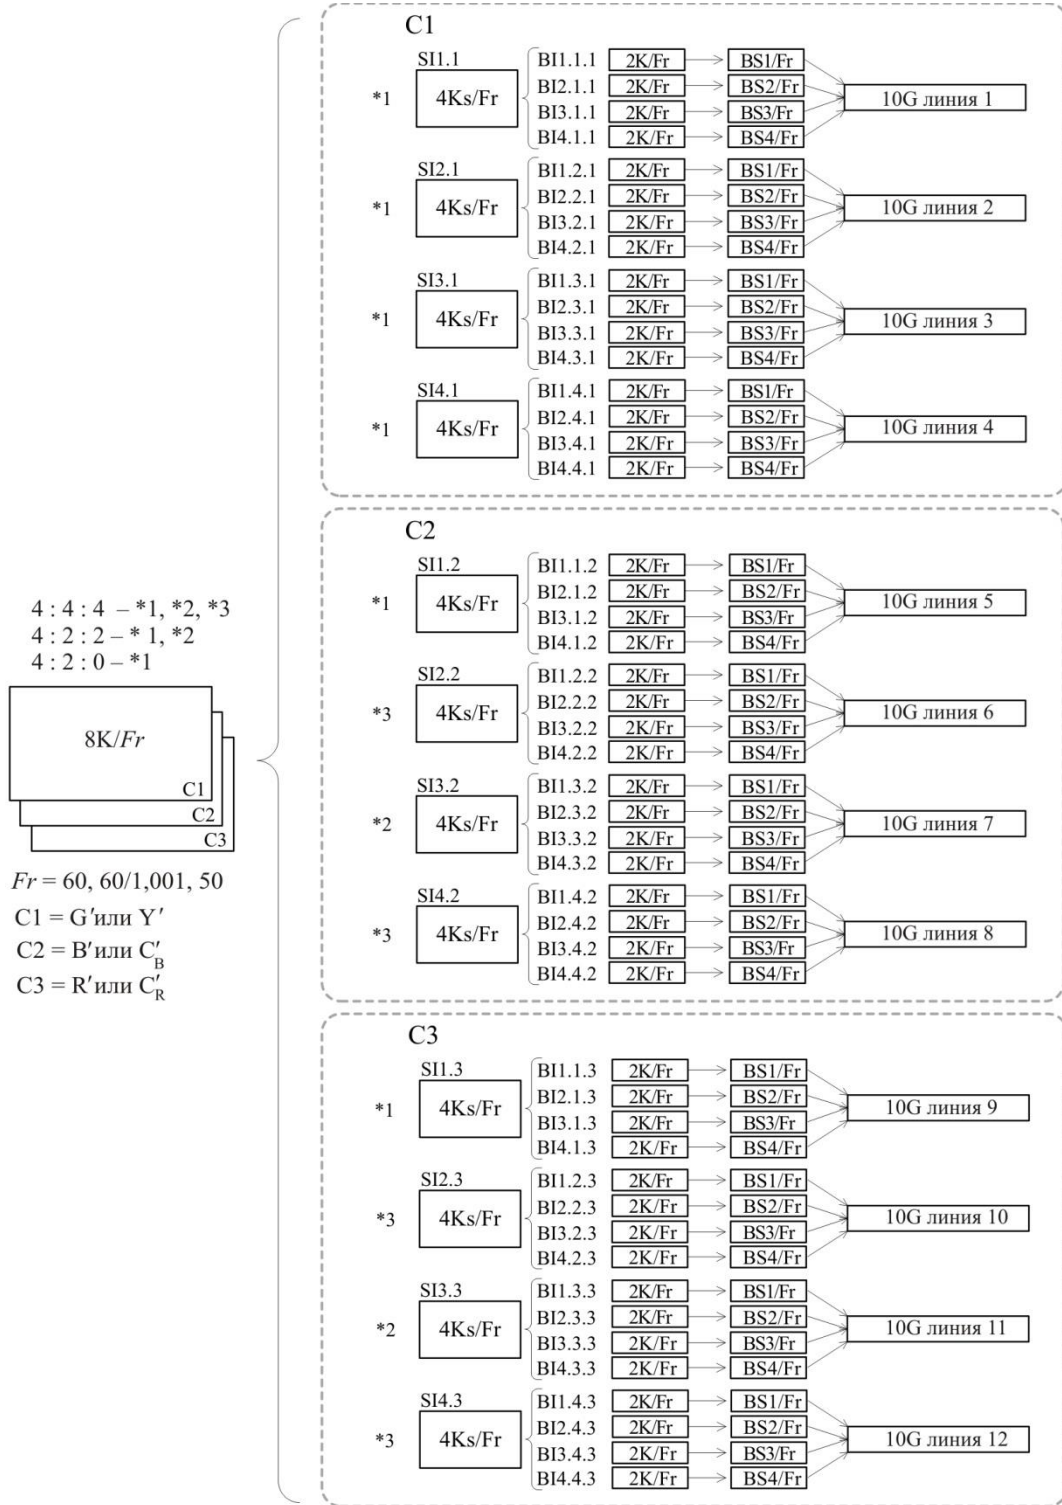 4 : 4 : 4 – *1, *2, *3
4 : 2 : 2 – * 1, *2
4 : 2 : 0 – *1
8K/Fr
C1
C2
C3
Fr = 60, 60/1,001, 50
C1 = G′или Y′
C2 = B′или C′B
C3 = R′или C′R
C1
SI1.1
*1
4Ks/Fr
BI1.1.1 2K/Fr BS1/Fr
BI2.1.1 2K/Fr BS2/Fr
BI3.1.1 2K/Fr BS3/Fr
BI4.1.1 2K/Fr BS4/Fr
10G линия 1
SI2.1
*1
4Ks/Fr
BI1.2.1 2K/Fr BS1/Fr
BI2.2.1 2K/Fr BS2/Fr
BI3.2.1 2K/Fr BS3/Fr
BI4.2.1 2K/Fr BS4/Fr
10G линия 2
SI3.1
*1
4Ks/Fr
BI1.3.1 2K/Fr BS1/Fr
BI2.3.1 2K/Fr BS2/Fr
BI3.3.1 2K/Fr BS3/Fr
BI4.3.1 2K/Fr BS4/Fr
10G линия 3
SI4.1
*1
4Ks/Fr
BI1.4.1 2K/Fr BS1/Fr
BI2.4.1 2K/Fr BS2/Fr
BI3.4.1 2K/Fr BS3/Fr
BI4.4.1 2K/Fr BS4/Fr
10G линия 4
C2
SI1.2
*1
4Ks/Fr
BI1.1.2 2K/Fr BS1/Fr
BI2.1.2 2K/Fr BS2/Fr
BI3.1.2 2K/Fr BS3/Fr
BI4.1.2 2K/Fr BS4/Fr
10G линия 5
SI2.2
*3
4Ks/Fr
BI1.2.2 2K/Fr BS1/Fr
BI2.2.2 2K/Fr BS2/Fr
BI3.2.2 2K/Fr BS3/Fr
BI4.2.2 2K/Fr BS4/Fr
10G линия 6
SI3.2
*2
4Ks/Fr
BI1.3.2 2K/Fr BS1/Fr
BI2.3.2 2K/Fr BS2/Fr
BI3.3.2 2K/Fr BS3/Fr
BI4.3.2 2K/Fr BS4/Fr
10G линия 7
SI4.2
*3
4Ks/Fr
BI1.4.2 2K/Fr BS1/Fr
BI2.4.2 2K/Fr BS2/Fr
BI3.4.2 2K/Fr BS3/Fr
BI4.4.2 2K/Fr BS4/Fr
10G линия 8
C3
SI1.3
*1
4Ks/Fr
BI1.1.3 2K/Fr BS1/Fr
BI2.1.3 2K/Fr BS2/Fr
BI3.1.3 2K/Fr BS3/Fr
BI4.1.3 2K/Fr BS4/Fr
10G линия 9
SI2.3
*3
4Ks/Fr
BI1.2.3 2K/Fr BS1/Fr
BI2.2.3 2K/Fr BS2/Fr
BI3.2.3 2K/Fr BS3/Fr
BI4.2.3 2K/Fr BS4/Fr
10G линия 10
SI3.3
*2
4Ks/Fr
BI1.3.3 2K/Fr BS1/Fr
BI2.3.3 2K/Fr BS2/Fr
BI3.3.3 2K/Fr BS3/Fr
BI4.3.3 2K/Fr BS4/Fr
10G линия 11
SI4.3
*3
4Ks/Fr
BI1.4.3 2K/Fr BS1/Fr
BI2.4.3 2K/Fr BS2/Fr
BI3.4.3 2K/Fr BS3/Fr
BI4.4.3 2K/Fr BS4/Fr
10G линия 12